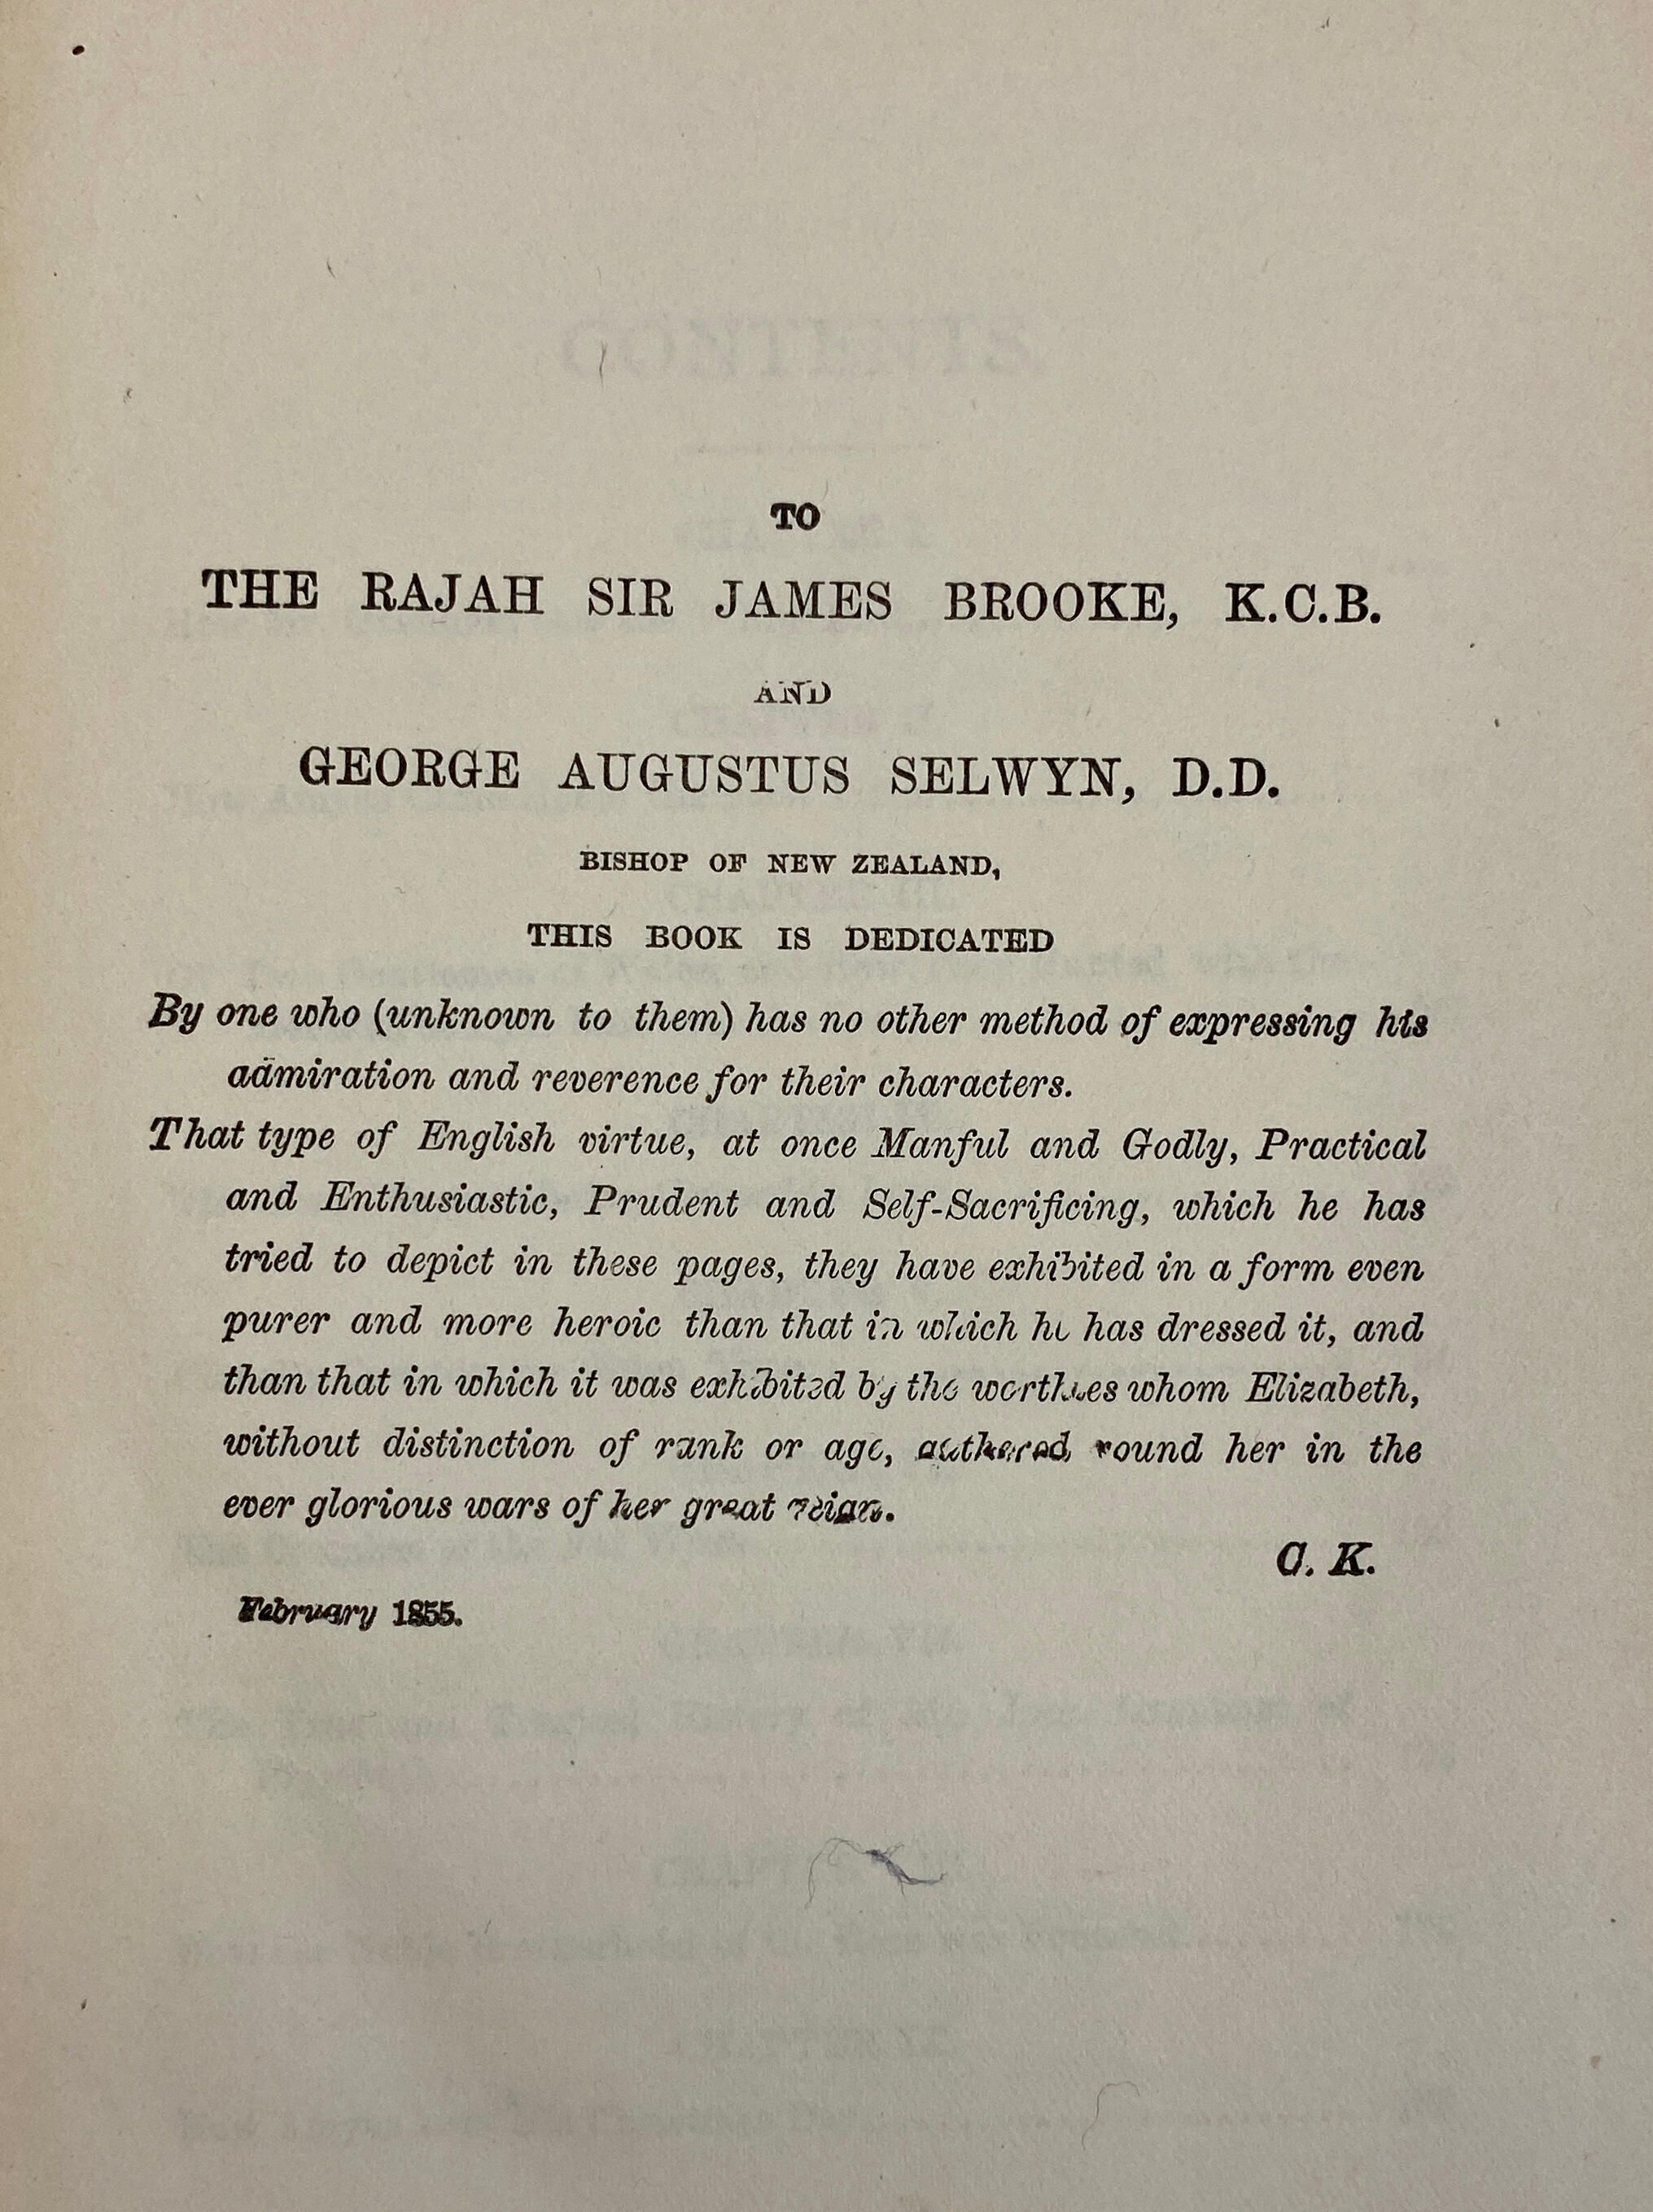 TO
THE RAJAH SIR JAMES BROOKE, K.C.B.
AND
GEORGE AUGUSTUS SELWYN, D.D.
BISHOP OF NEW ZEALAND,
THIS BOOK IS DEDICATED
By one who (unknown to them) has no other method of expressing his
admiration and reverence for their characters.
That type of English virtue, at once Manful and Godly, Practical
and Enthusiastic, Prudent and Self-Sacrificing, which he has
tried to depict in these pages, they have exhibited in a form even
purer and more heroic than that in which he has dressed it, and
than that in which it was exhibited by the worthies whom Elizabeth,
without distinction of rank or age, gathered round her in the
ever glorious wars of her great reign.
C. K.
February 1855.